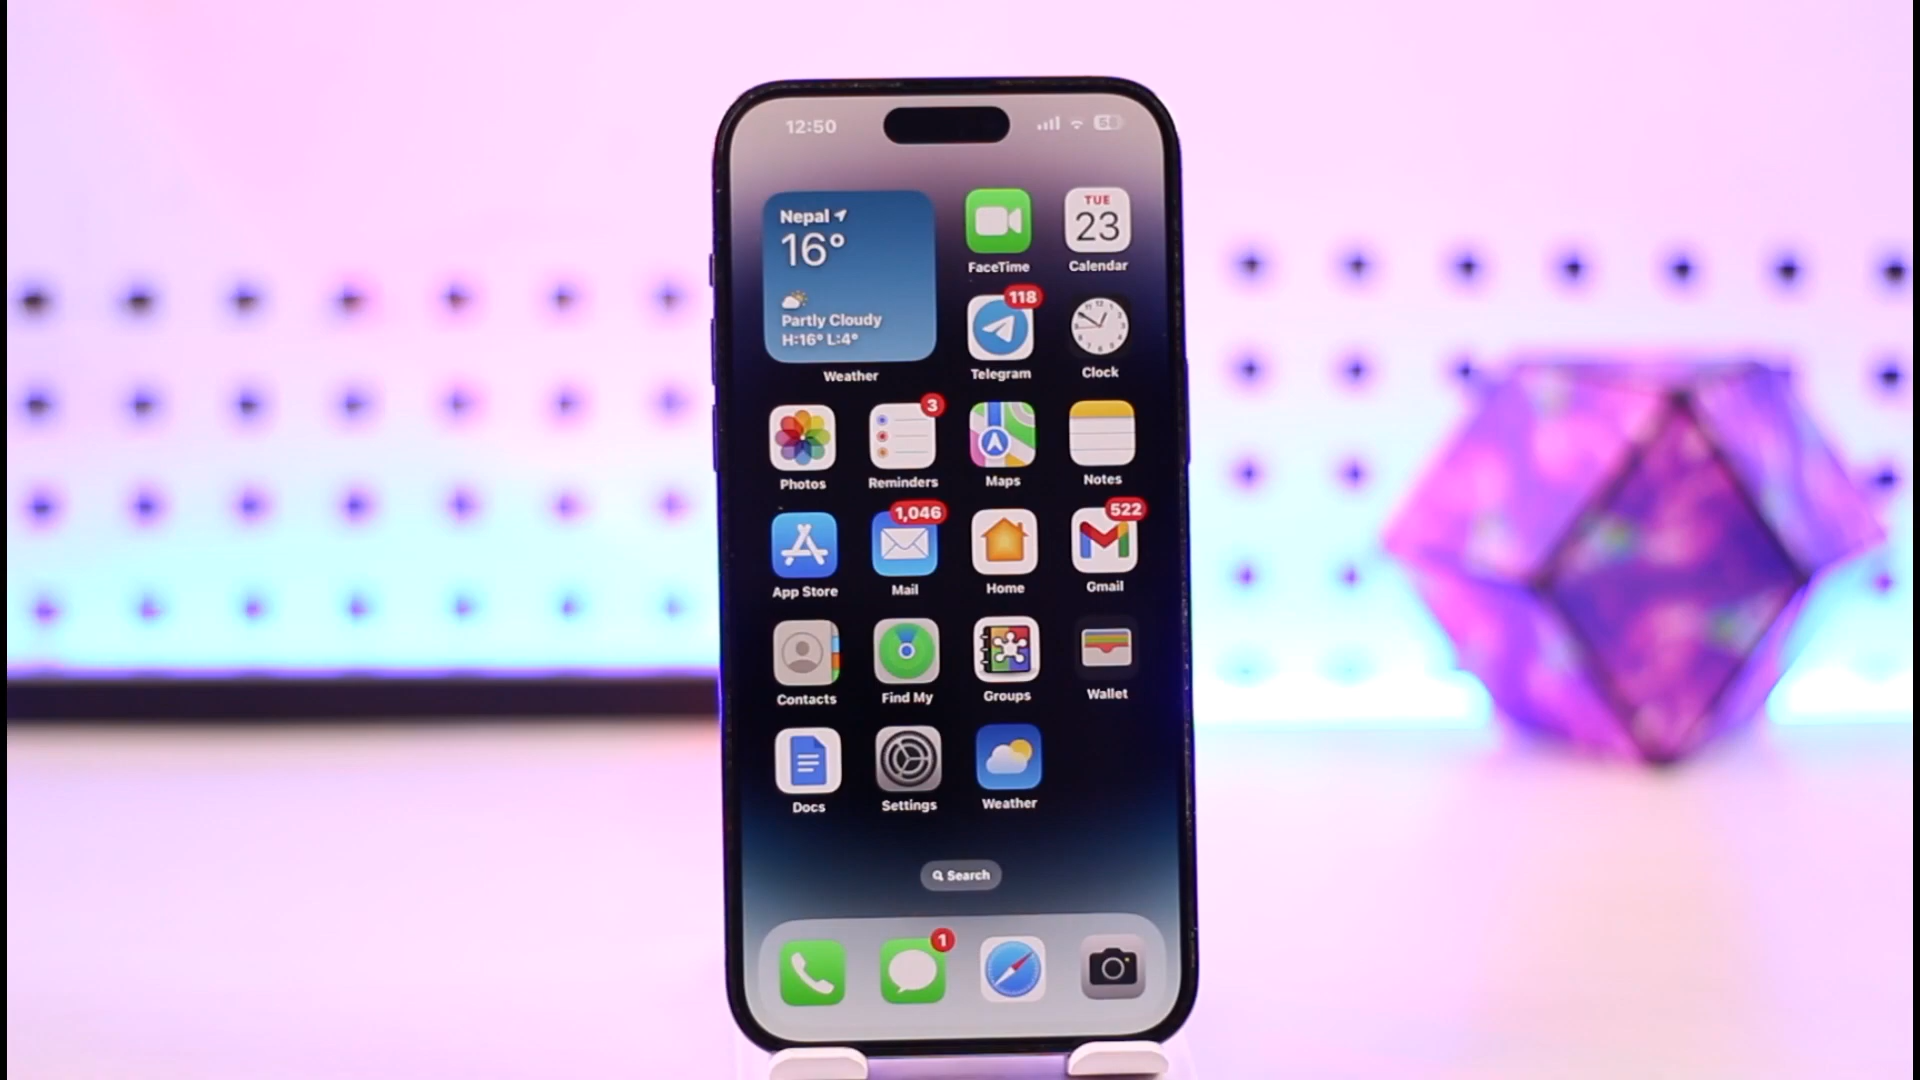 12:50
Nepal
16°
Partly Cloudy
H:16° L:4°
Weather
FaceTime
TUE
23
Calendar
118
Telegram
Clock
Photos
3
Reminders
Maps
Notes
App Store
1,046
Mail
Home
522
Gmail
Contacts
Find My
Groups
Wallet
Docs
Settings
Weather
Search
1